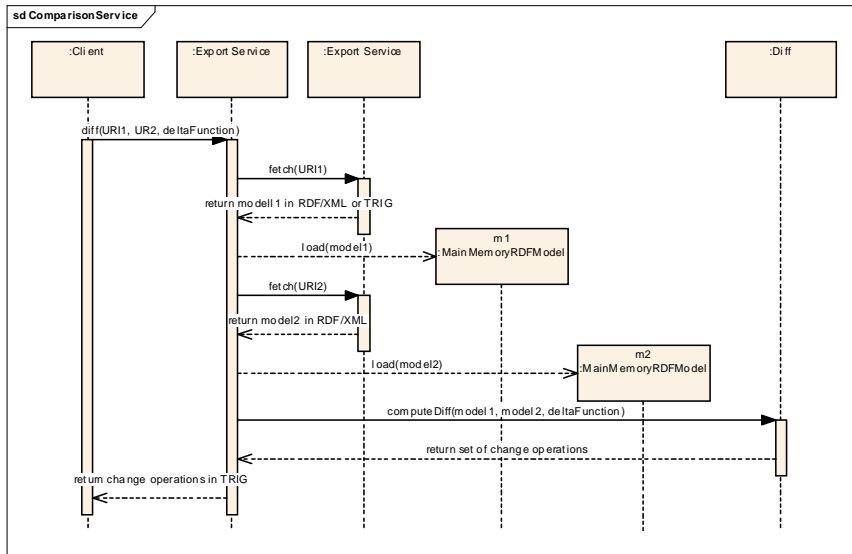 sd ComparisonService
:Client
:Export Service
:Export Service
:Diff
diff(URI1, UR2, deltaFunction)
fetch(URI1)
return modell1 in RDF/XML or TRIG
m1
:MainMemoryRDFModel
load(model1)
fetch(URI2)
return model2 in RDF/XML
m2
:MainMemoryRDFModel
load(model2)
computeDiff(model1, model2, deltaFunction)
return set of change operations
return change operations in TRIG